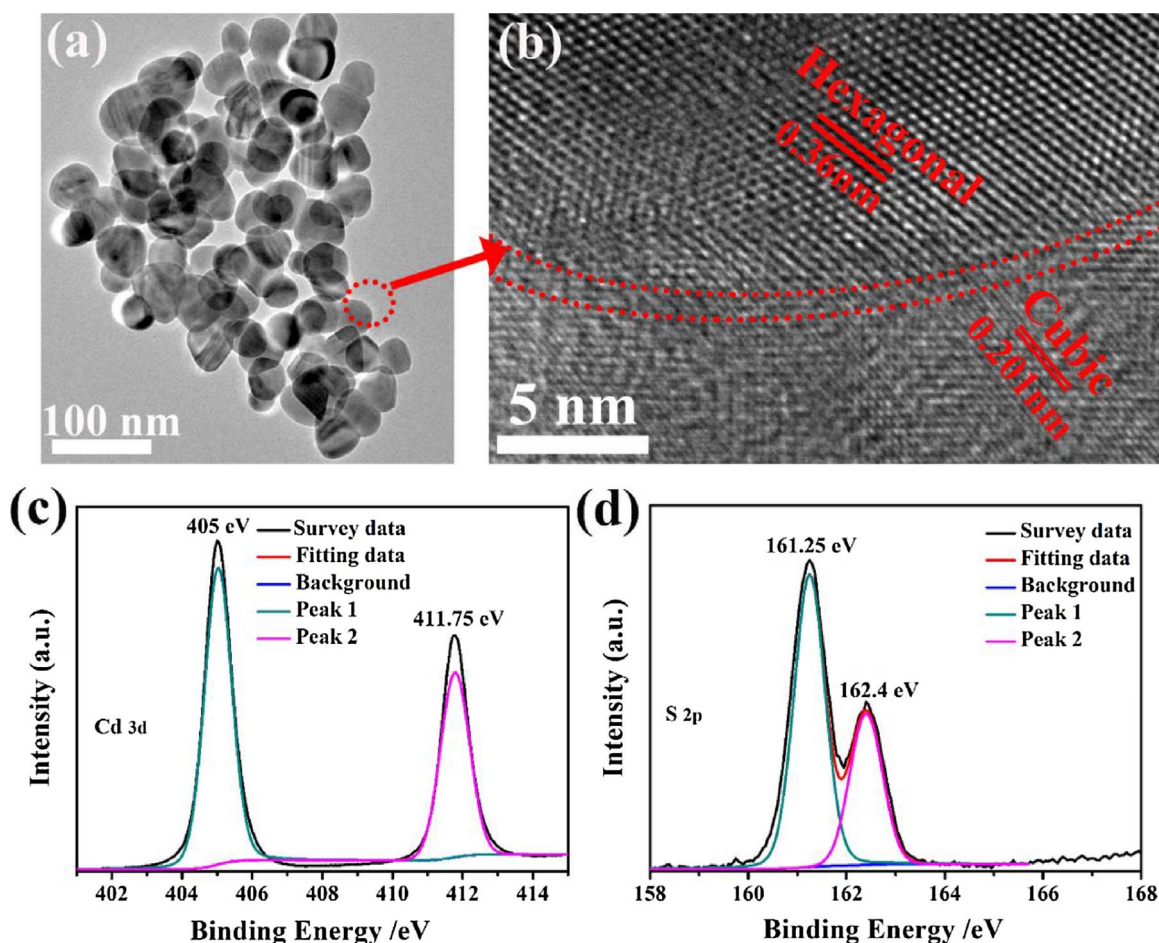 (a)
100 nm
(b)
Hexagonal
0.36nm
Cubic
0.201nm
5 nm
(c)
405 eV
411.75 eV
Survey data
Fitting data
Background
Peak 1
Peak 2
Cd 3d
Intensity (a.u.)
402 404 406 408 410 412 414
Binding Energy /eV
(d)
161.25 eV
162.4 eV
Survey data
Fitting data
Background
Peak 1
Peak 2
S 2p
Intensity (a.u.)
158 160 162 164 166 168
Binding Energy /eV